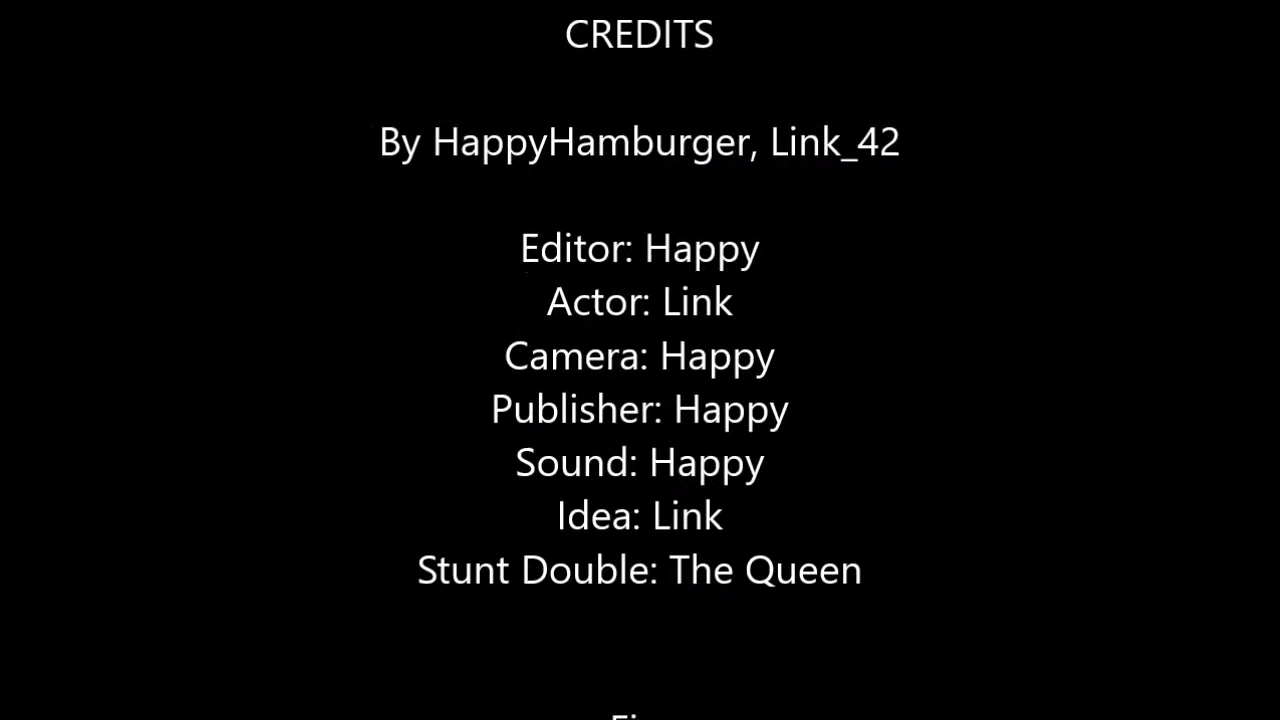 CREDITS
By HappyHamburger, Link_42
Editor: Happy
Actor: Link
Camera: Happy
Publisher: Happy
Sound: Happy
Idea: Link
Stunt Double: The Queen